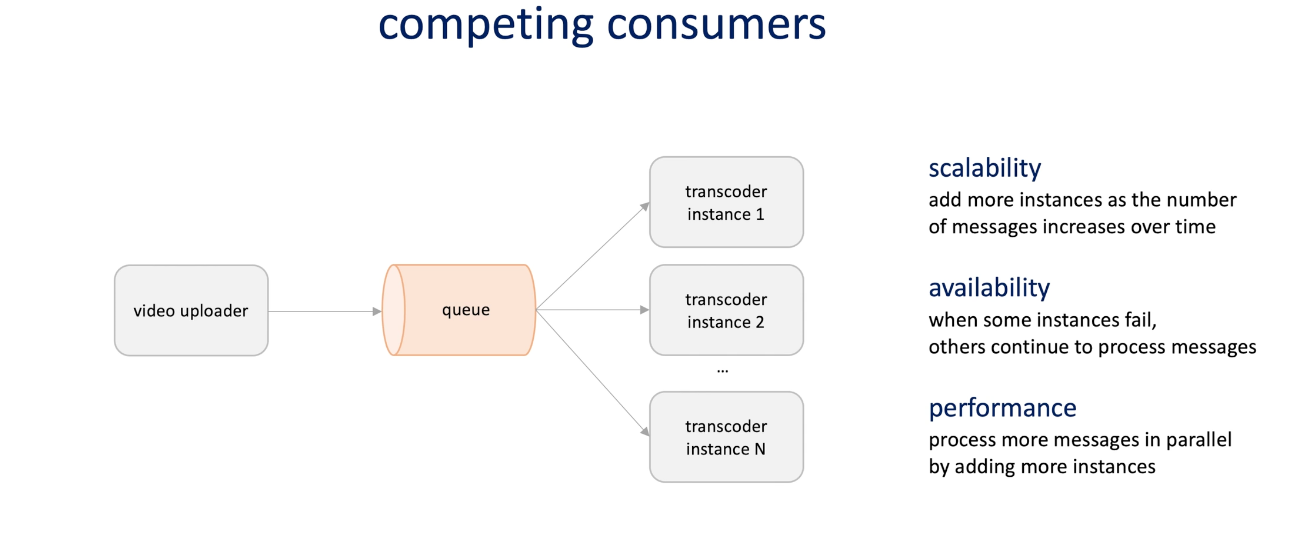 competing consumers
video uploader
queue
transcoder
instance 1
transcoder
instance 2
...
transcoder
instance N
scalability
add more instances as the number
of messages increases over time
availability
when some instances fail,
others continue to process messages
performance
process more messages in parallel
by adding more instances